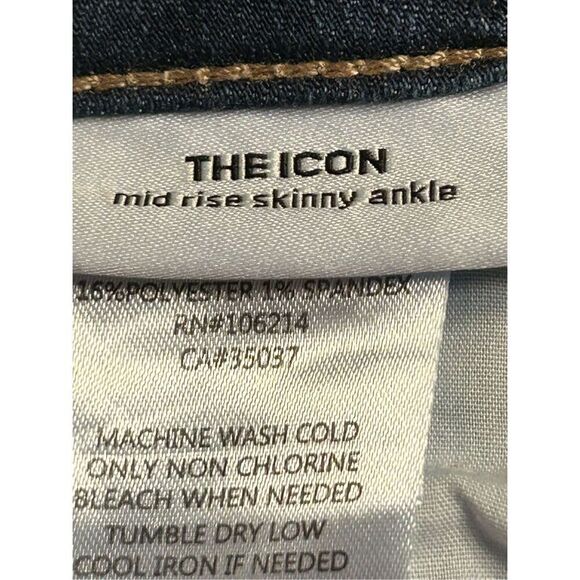 THE ICON
mid rise skinny ankle
16%POLYESTER 1% SPANDEX
RN#106214
CA#35037
MACHINE WASH COLD
ONLY NON CHLORINE
BLEACH WHEN NEEDED
TUMBLE DRY LOW
COOL IRON IF NEEDED